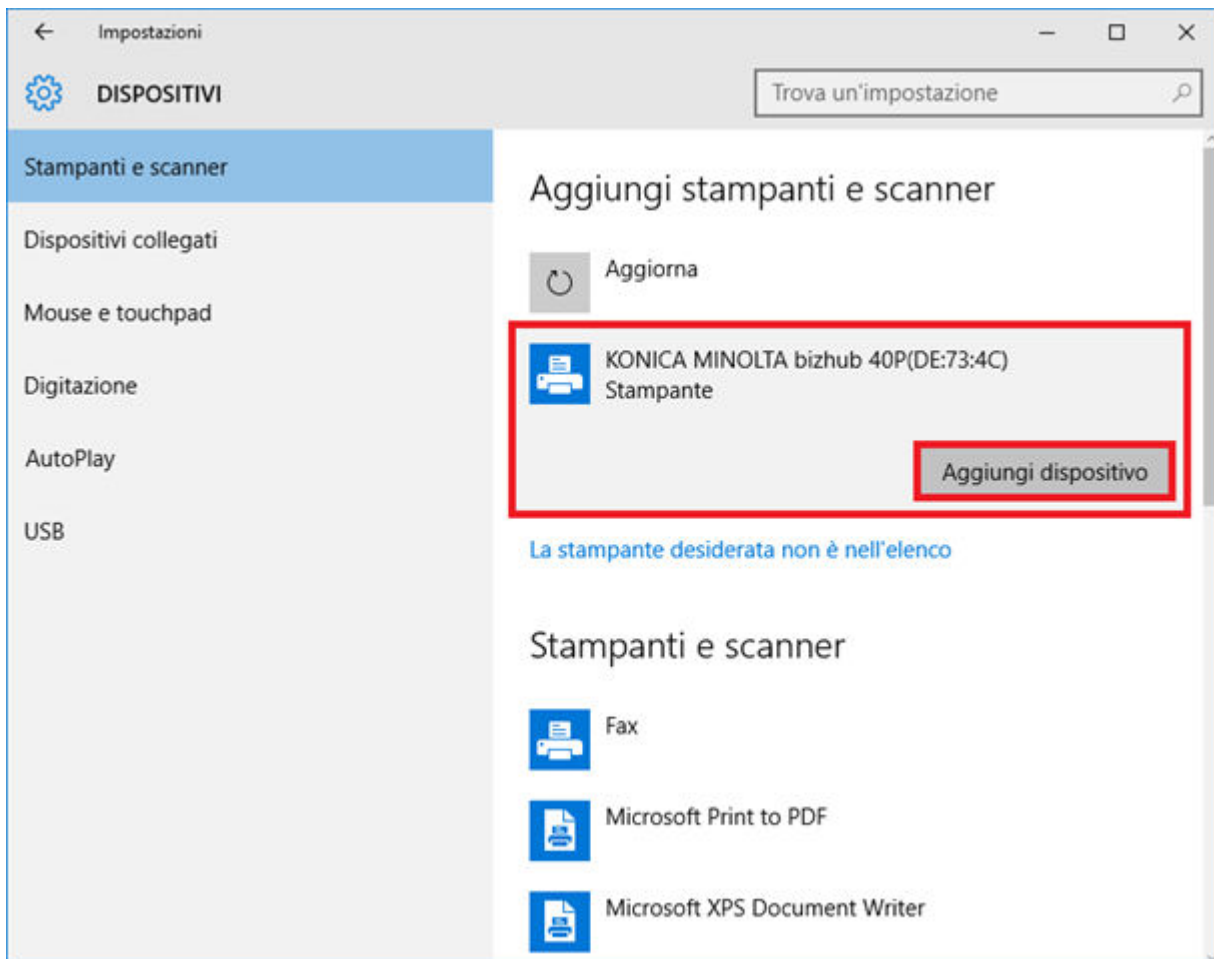 Impostazioni
DISPOSITIVI
Trova un'impostazione
Stampanti e scanner
Dispositivi collegati
Mouse e touchpad
Digitazione
AutoPlay
USB
Aggiungi stampanti e scanner
Aggiorna
KONICA MINOLTA bizhub 40P(DE:73:4C)
Stampante
Aggiungi dispositivo
La stampante desiderata non è nell'elenco
Stampanti e scanner
Fax
Microsoft Print to PDF
Microsoft XPS Document Writer